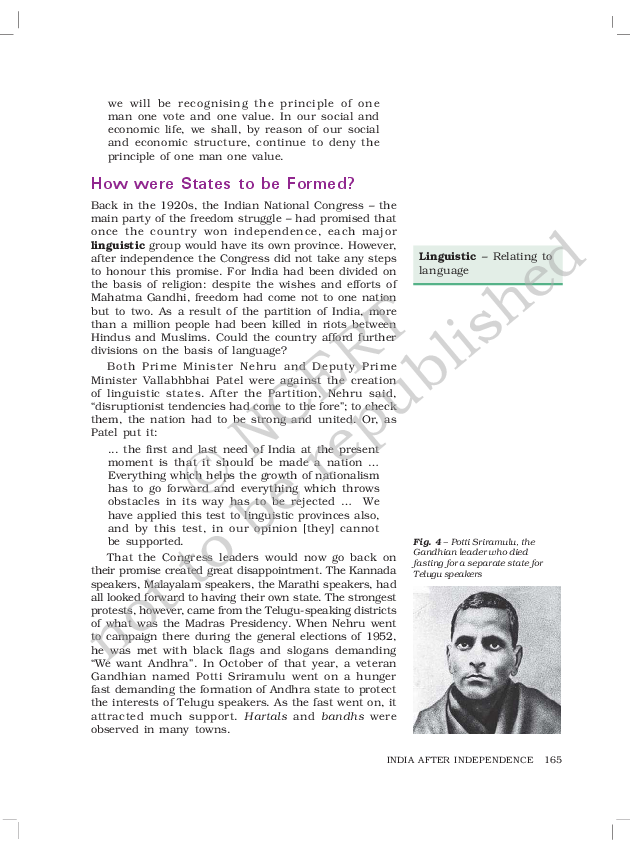 we will be recognising the principle of one
man one vote and one value. In our social and
economic life, we shall, by reason of our social
and economic structure, continue to deny the
principle of one man one value.
How were States to be Formed?
Back in the 1920s, the Indian National Congress – the
main party of the freedom struggle – had promised that
once the country won independence, each major
linguistic group would have its own province. However,
after independence the Congress did not take any steps
to honour this promise. For India had been divided on
the basis of religion: despite the wishes and efforts of
Mahatma Gandhi, freedom had come not to one nation
but to two. As a result of the partition of India, more
than a million people had been killed in riots between
Hindus and Muslims. Could the country afford further
divisions on the basis of language?
Both Prime Minister Nehru and Deputy Prime
Minister Vallabhbhai Patel were against the creation
of linguistic states. After the Partition, Nehru said,
“disruptionist tendencies had come to the fore”; to check
them, the nation had to be strong and united. Or, as
Patel put it:
... the first and last need of India at the present
moment is that it should be made a nation ...
Everything which helps the growth of nationalism
has to go forward and everything which throws
obstacles in its way has to be rejected ... We
have applied this test to linguistic provinces also,
and by this test, in our opinion [they] cannot
be supported.
That the Congress leaders would now go back on
their promise created great disappointment. The Kannada
speakers, Malayalam speakers, the Marathi speakers, had
all looked forward to having their own state. The strongest
protests, however, came from the Telugu-speaking districts
of what was the Madras Presidency. When Nehru went
to campaign there during the general elections of 1952,
he was met with black flags and slogans demanding
“We want Andhra”. In October of that year, a veteran
Gandhian named Potti Sriramulu went on a hunger
fast demanding the formation of Andhra state to protect
the interests of Telugu speakers. As the fast went on, it
attracted much support. Hartals and bandhs were
observed in many towns.
Linguistic – Relating to
language
Fig. 4 – Potti Sriramulu, the
Gandhian leader who died
fasting for a separate state for
Telugu speakers
INDIA AFTER INDEPENDENCE 165
© NCERT
not to be republished